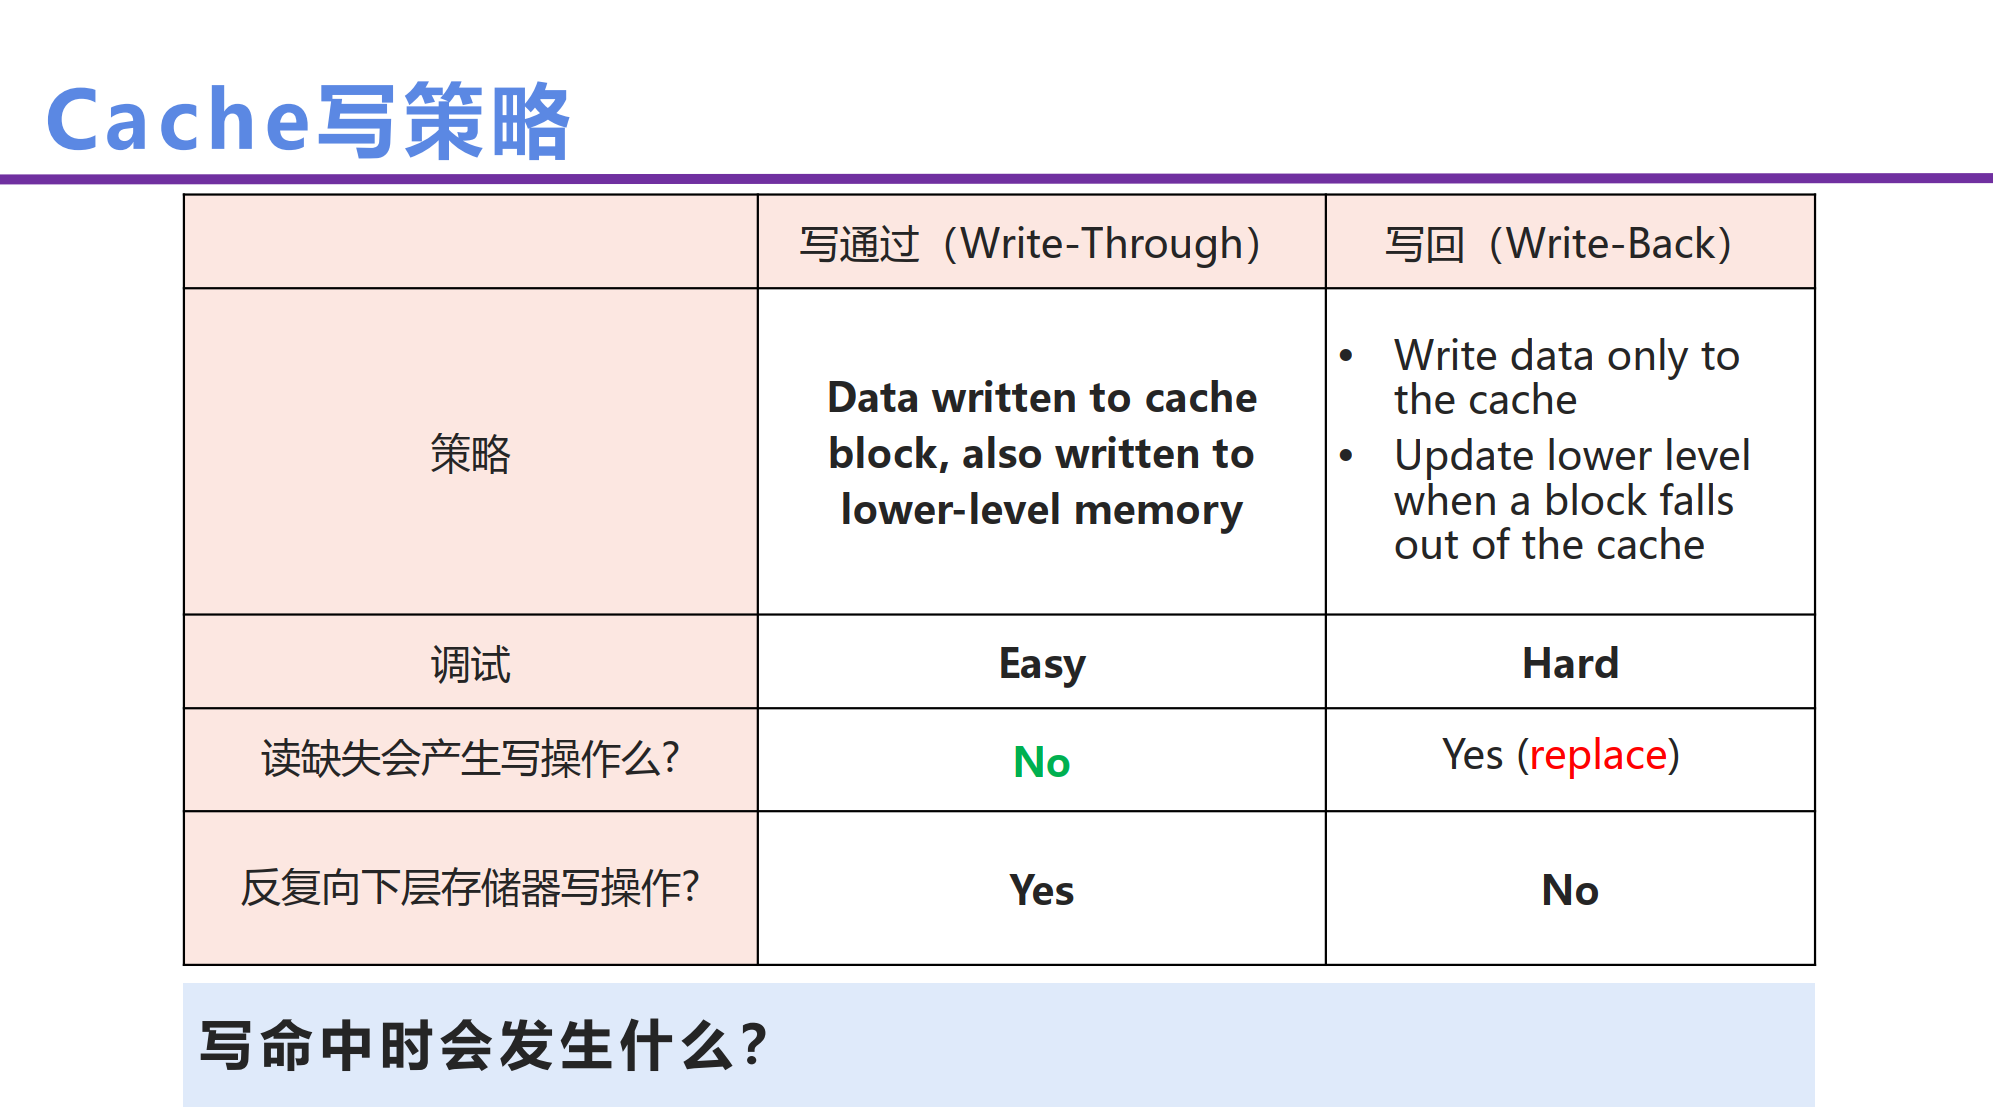 Cache写策略
写通过（Write-Through）
写回（Write-Back）
策略
Data written to cache
block, also written to
lower-level memory
• Write data only to
the cache
• Update lower level
when a block falls
out of the cache
调试
Easy
Hard
读缺失会产生写操作么?
No
Yes (replace)
反复向下层存储器写操作?
Yes
No
写命中时会发生什么？